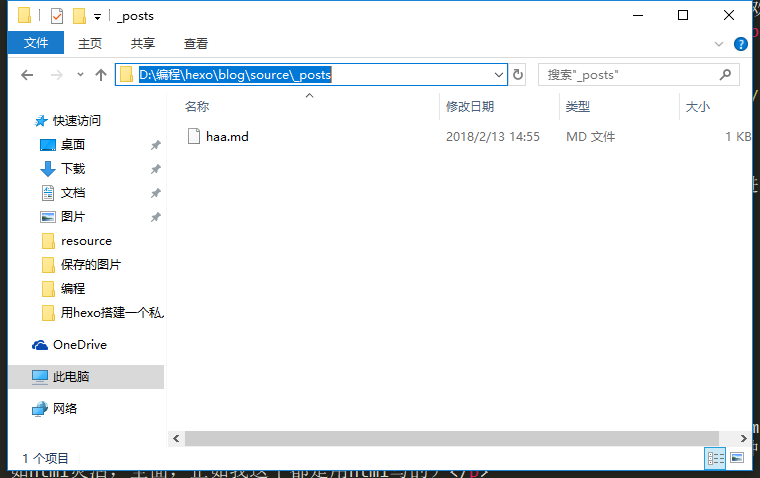 _posts
文件 主页 共享 查看
D:\编程\hexo\blog\source\_posts 搜索"_posts"
名称 修改日期 类型 大小
haa.md 2018/2/13 14:55 MD 文件 1 KB
快速访问
桌面
下载
文档
图片
resource
保存的图片
编程
用hexo搭建一个私
OneDrive
此电脑
网络
1 个项目